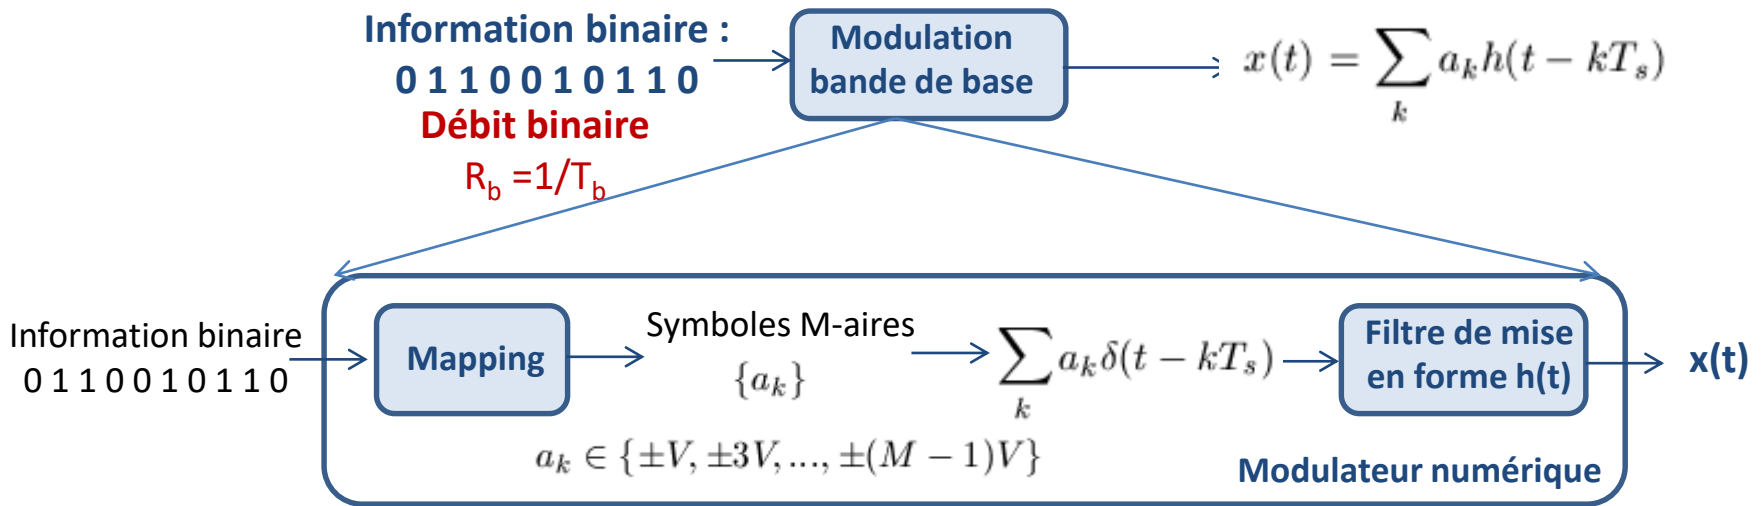 Information binaire :
0 1 1 0 0 1 0 1 1 0
Débit binaire
R_b =1/T_b
Modulation
bande de base
x(t) = ∑_k a_k h(t − kT_s)
Information binaire
0 1 1 0 0 1 0 1 1 0
Mapping
Symboles M-aires
{a_k}
∑_k a_k δ(t − kT_s)
Filtre de mise
en forme h(t)
x(t)
a_k ∈ {±V, ±3V, ..., ±(M − 1)V}
Modulateur numérique